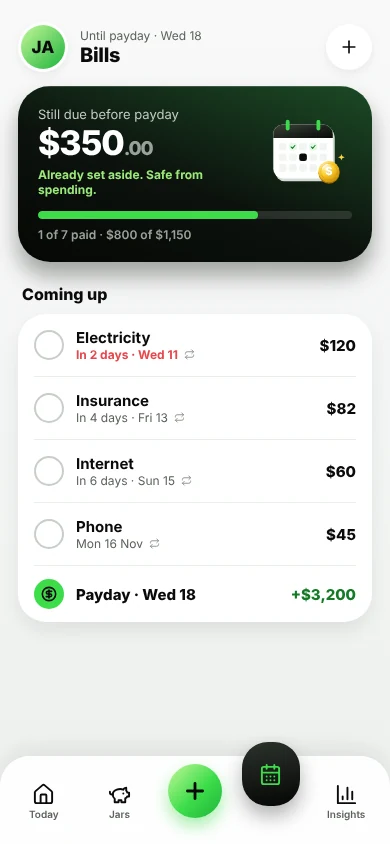 JA
Until payday · Wed 18
Bills
Still due before payday
$350.00
Already set aside. Safe from
spending.
1 of 7 paid · $800 of $1,150
Coming up
Electricity
In 2 days · Wed 11
$120
Insurance
In 4 days · Fri 13
$82
Internet
In 6 days · Sun 15
$60
Phone
Mon 16 Nov
$45
Payday · Wed 18
+$3,200
Today
Jars
Insights